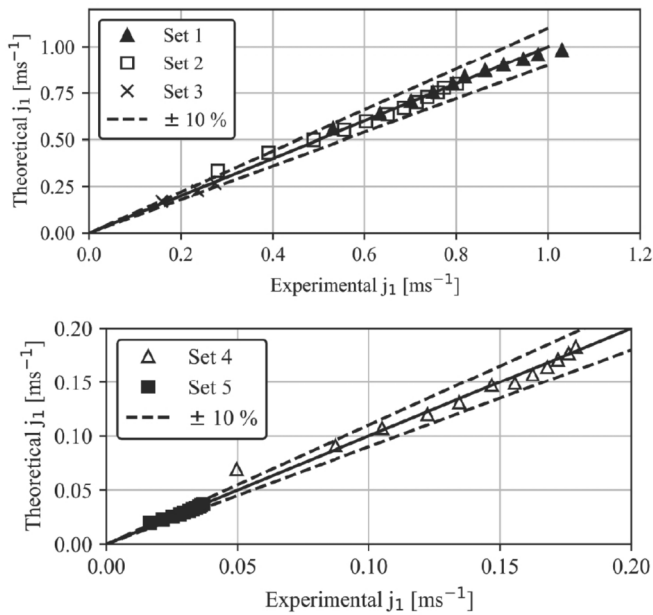 Theoretical j₁ [ms⁻¹]
1.00
0.75
0.50
0.25
0.00
Set 1
Set 2
Set 3
± 10 %
0.0 0.2 0.4 0.6 0.8 1.0 1.2
Experimental j₁ [ms⁻¹]
Theoretical j₁ [ms⁻¹]
0.20
0.15
0.10
0.05
0.00
Set 4
Set 5
± 10 %
0.00 0.05 0.10 0.15 0.20
Experimental j₁ [ms⁻¹]